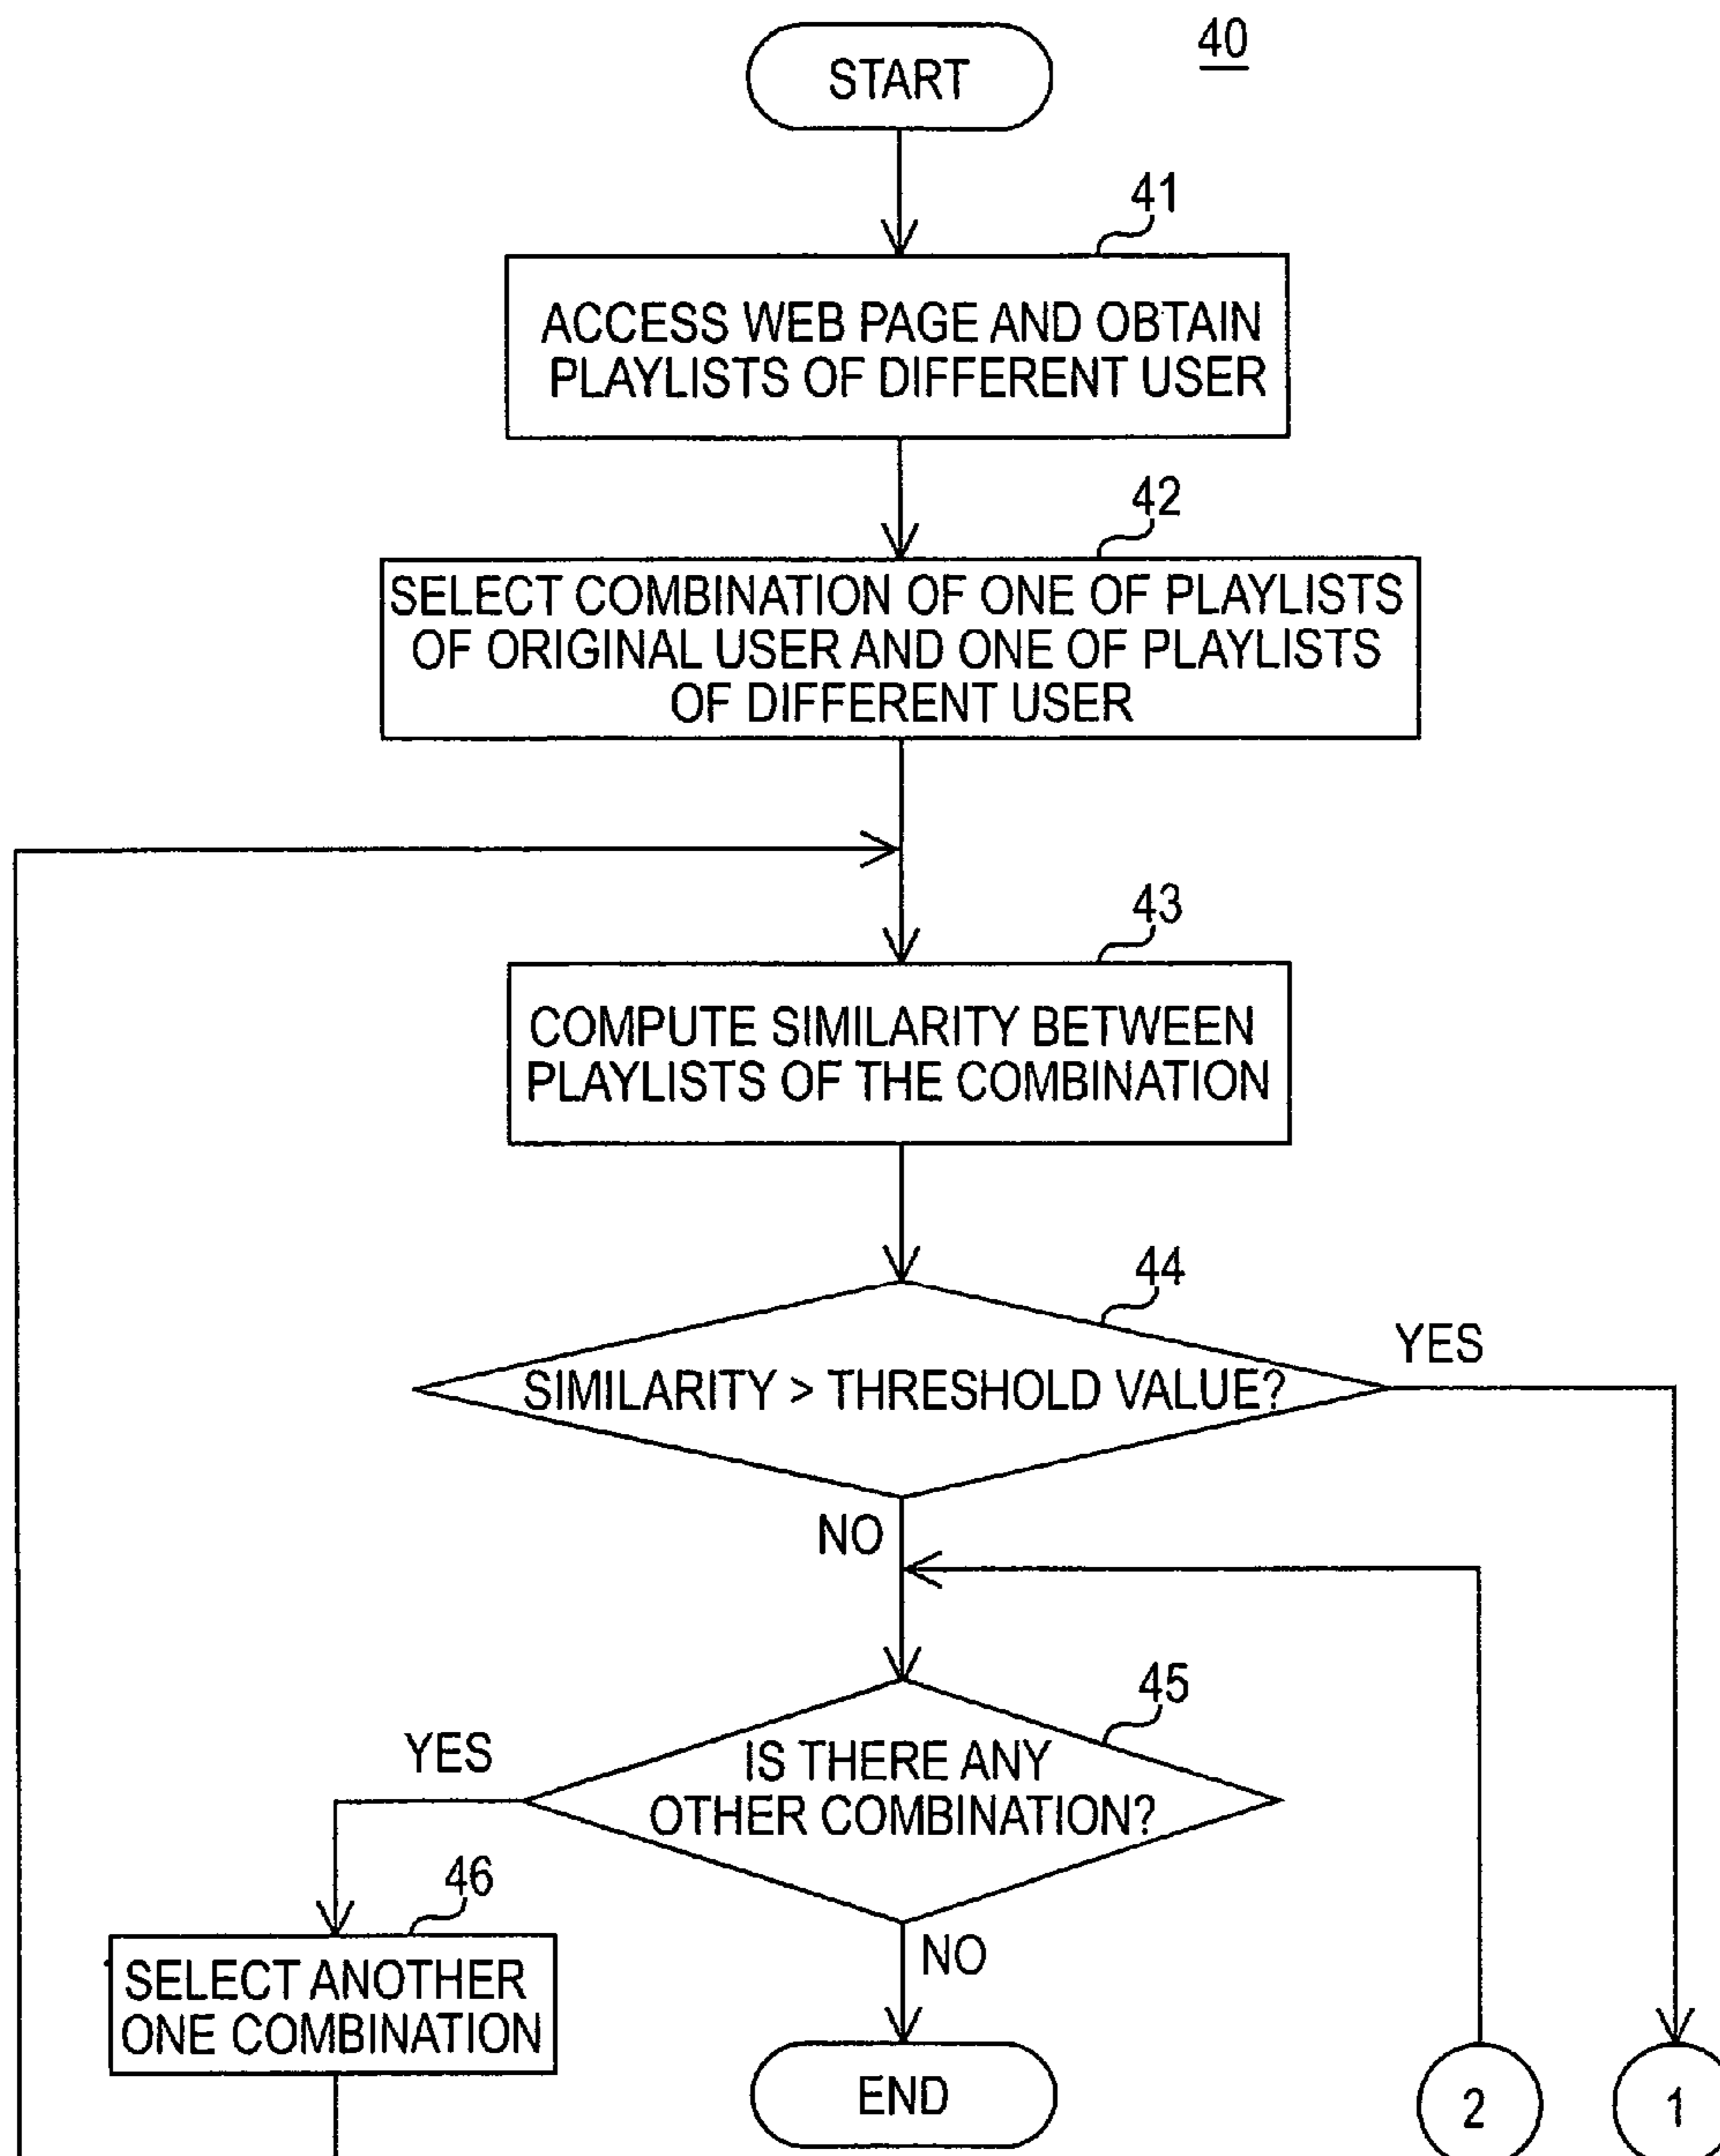 40
START
41
ACCESS WEB PAGE AND OBTAIN
PLAYLISTS OF DIFFERENT USER
42
SELECT COMBINATION OF ONE OF PLAYLISTS
OF ORIGINAL USER AND ONE OF PLAYLISTS
OF DIFFERENT USER
43
COMPUTE SIMILARITY BETWEEN
PLAYLISTS OF THE COMBINATION
44
SIMILARITY > THRESHOLD VALUE?
YES
NO
45
IS THERE ANY
OTHER COMBINATION?
YES
46
SELECT ANOTHER
ONE COMBINATION
NO
END
2
1